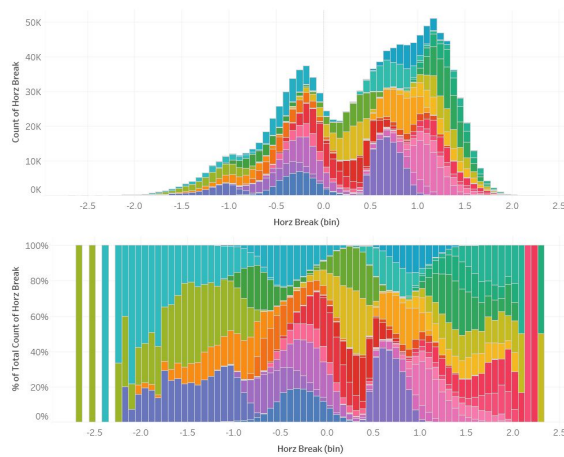 50K
40K
30K
20K
10K
0K
Count of Horz Break
-2.5 -2.0 -1.5 -1.0 -0.5 0.0 0.5 1.0 1.5 2.0 2.5
Horz Break (bin)
100%
80%
60%
40%
20%
0%
% of Total Count of Horz Break
-2.5 -2.0 -1.5 -1.0 -0.5 0.0 0.5 1.0 1.5 2.0 2.5
Horz Break (bin)